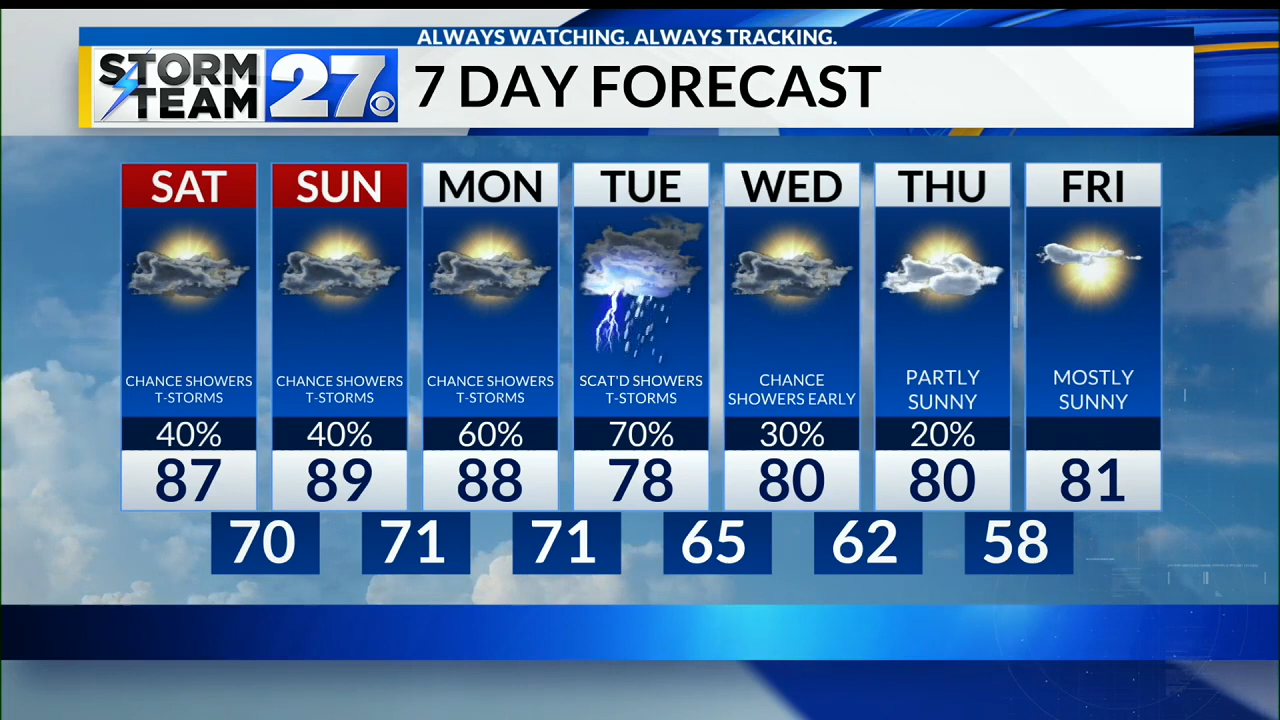 ALWAYS WATCHING. ALWAYS TRACKING.
STORM
TEAM
27
7 DAY FORECAST
SAT SUN MON TUE WED THU FRI
CHANCE SHOWERS CHANCE SHOWERS CHANCE SHOWERS SCAT'D SHOWERS CHANCE PARTLY MOSTLY
T-STORMS T-STORMS T-STORMS T-STORMS SHOWERS EARLY SUNNY SUNNY
40% 40% 60% 70% 30% 20%
87 89 88 78 80 80 81
70 71 71 65 62 58